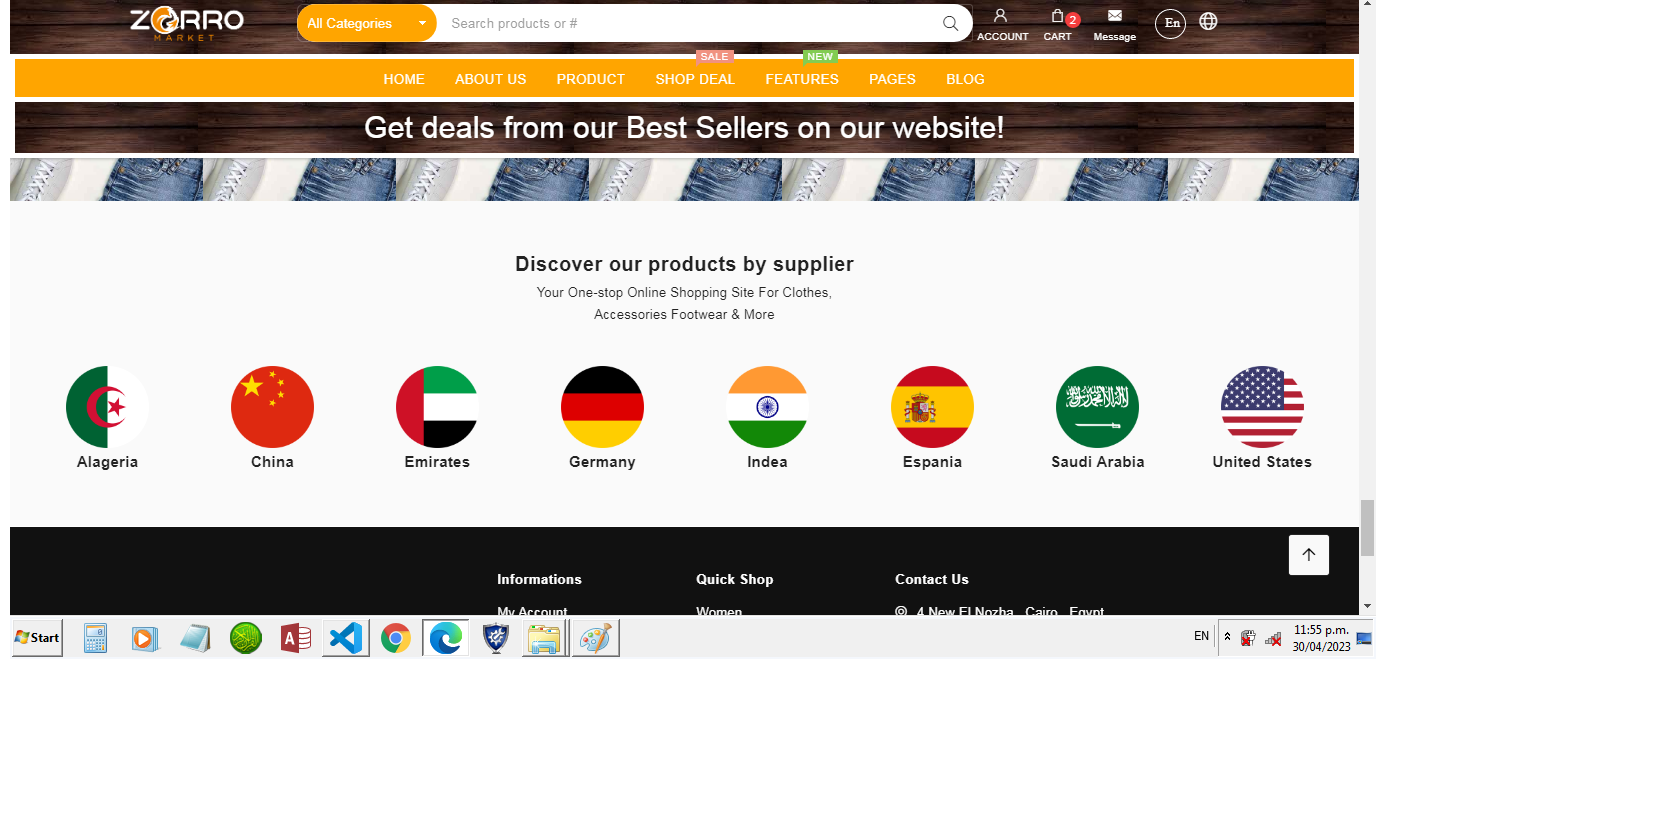 ZORRO
MARKET
All Categories
Search products or #
ACCOUNT
2
CART
Message
En
SALE
NEW
HOME
ABOUT US
PRODUCT
SHOP DEAL
FEATURES
PAGES
BLOG
Get deals from our Best Sellers on our website!
Discover our products by supplier
Your One-stop Online Shopping Site For Clothes,
Accessories Footwear & More
Alageria
China
Emirates
Germany
Indea
Espania
Saudi Arabia
United States
Informations
Quick Shop
Contact Us
My Account
Women
4 New El Nozha , Cairo , Egypt
Start
EN
11:55 p.m.
30/04/2023